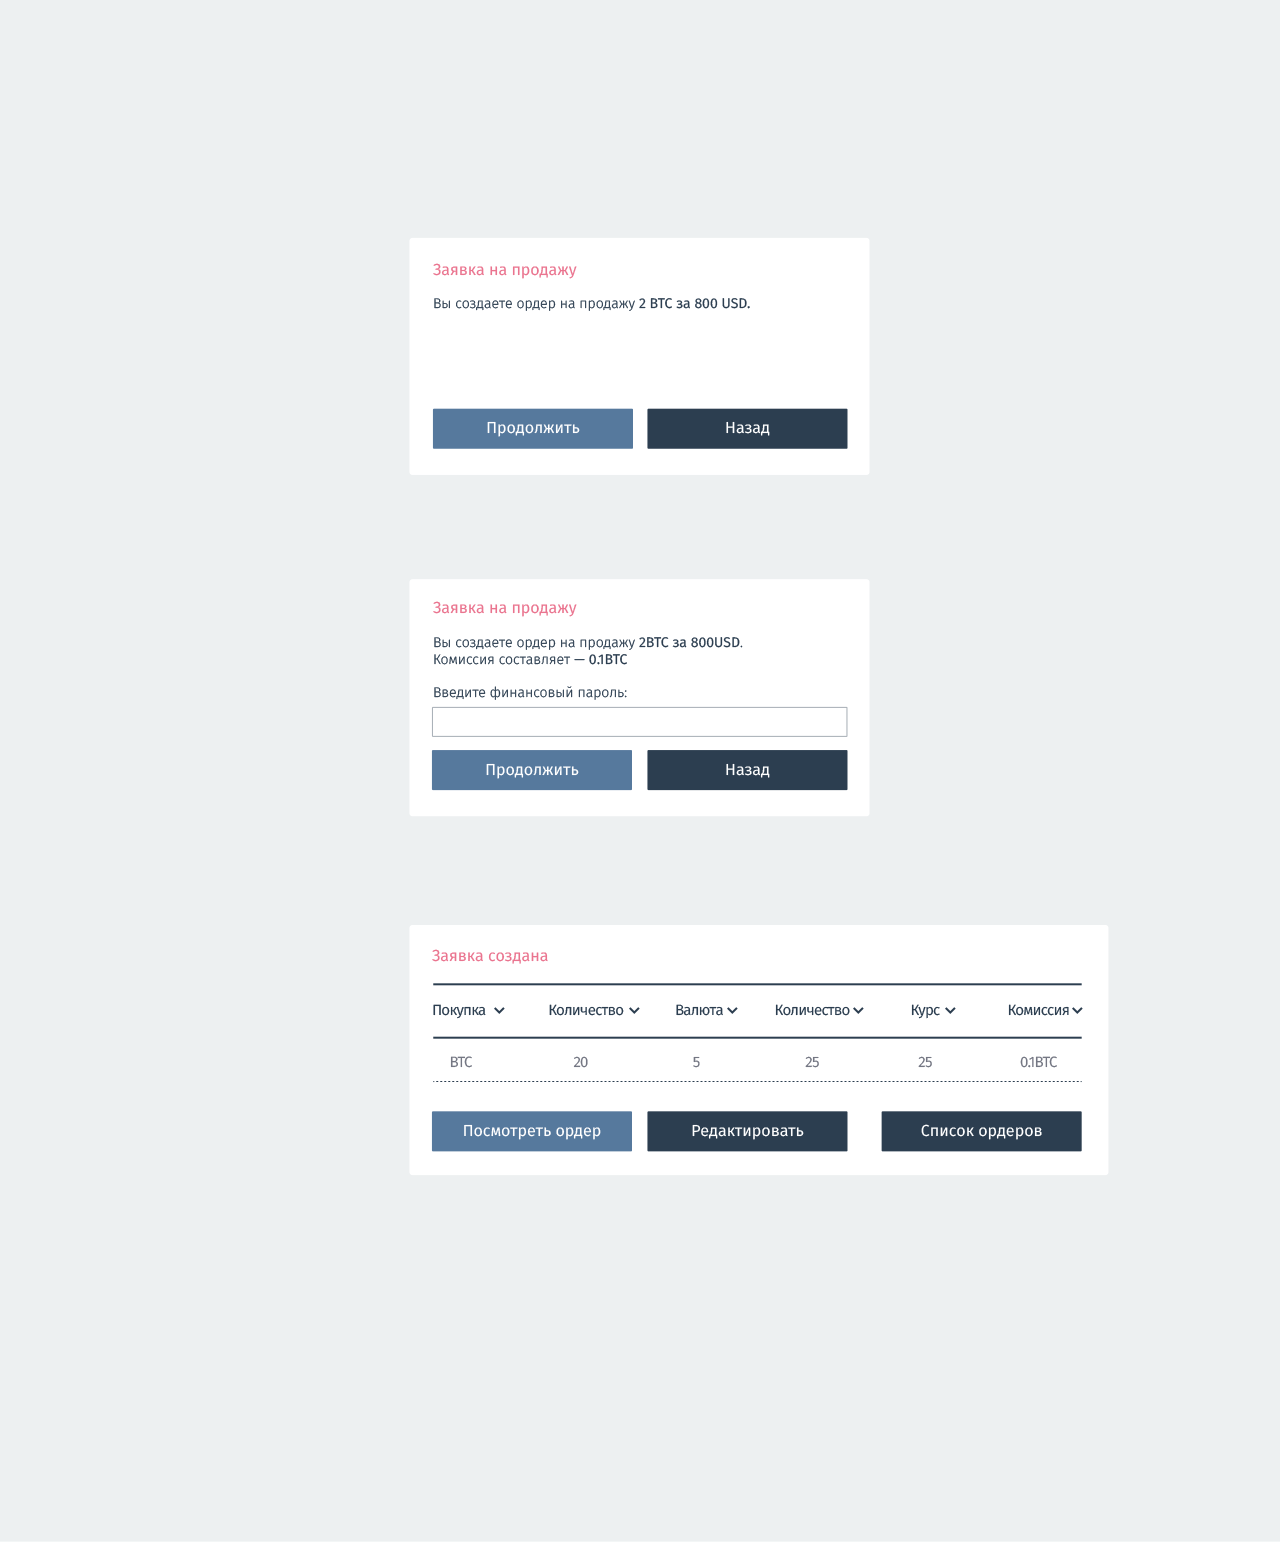 Заявка на продажу
Вы создаете ордер на продажу 2 BTC за 800 USD.
Продолжить Назад
Заявка на продажу
Вы создаете ордер на продажу 2BTC за 800USD.
Комиссия составляет — 0.1BTC
Введите финансовый пароль:
Продолжить Назад
Заявка создана
Покупка Количество Валюта Количество Курс Комиссия
BTC 20 5 25 25 0.1BTC
Посмотреть ордер Редактировать Список ордеров